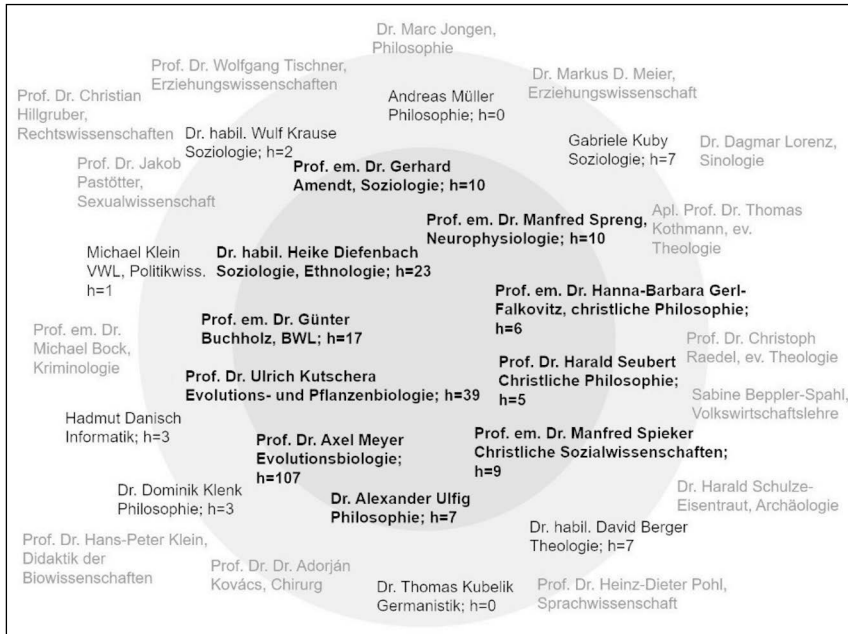 Dr. Marc Jongen,
Philosophie
Prof. Dr. Wolfgang Tischner,
Erziehungswissenschaften
Dr. Markus D. Meier,
Erziehungswissenschaft
Prof. Dr. Christian
Hillgruber,
Rechtswissenschaften
Andreas Müller
Philosophie; h=0
Dr. habil. Wulf Krause
Soziologie; h=2
Gabriele Kuby
Soziologie; h=7
Dr. Dagmar Lorenz,
Sinologie
Prof. Dr. Jakob
Pastötter,
Sexualwissenschaft
Prof. em. Dr. Gerhard
Amendt, Soziologie; h=10
Prof. em. Dr. Manfred Spreng,
Neurophysiologie; h=10
Apl. Prof. Dr. Thomas
Kothmann, ev.
Theologie
Michael Klein
VWL, Politikwiss.
h=1
Dr. habil. Heike Diefenbach
Soziologie, Ethnologie; h=23
Prof. em. Dr. Hanna-Barbara Gerl-
Falkovitz, christliche Philosophie;
h=6
Prof. em. Dr.
Michael Bock,
Kriminologie
Prof. em. Dr. Günter
Buchholz, BWL; h=17
Prof. Dr. Christoph
Raedel, ev. Theologie
Prof. Dr. Harald Seubert
Christliche Philosophie;
h=5
Prof. Dr. Ulrich Kutschera
Evolutions- und Pflanzenbiologie; h=39
Sabine Beppler-Spahl,
Volkswirtschaftslehre
Hadmut Danisch
Informatik; h=3
Prof. Dr. Axel Meyer
Evolutionsbiologie;
h=107
Prof. em. Dr. Manfred Spieker
Christliche Sozialwissenschaften;
h=9
Dr. Dominik Klenk
Philosophie; h=3
Dr. Alexander Ulfig
Philosophie; h=7
Dr. Harald Schulze-
Eisentraut, Archäologie
Dr. habil. David Berger
Theologie; h=7
Prof. Dr. Hans-Peter Klein,
Didaktik der
Biowissenschaften
Prof. Dr. Dr. Adorján
Kovács, Chirurg
Dr. Thomas Kubelik
Germanistik; h=0
Prof. Dr. Heinz-Dieter Pohl,
Sprachwissenschaft